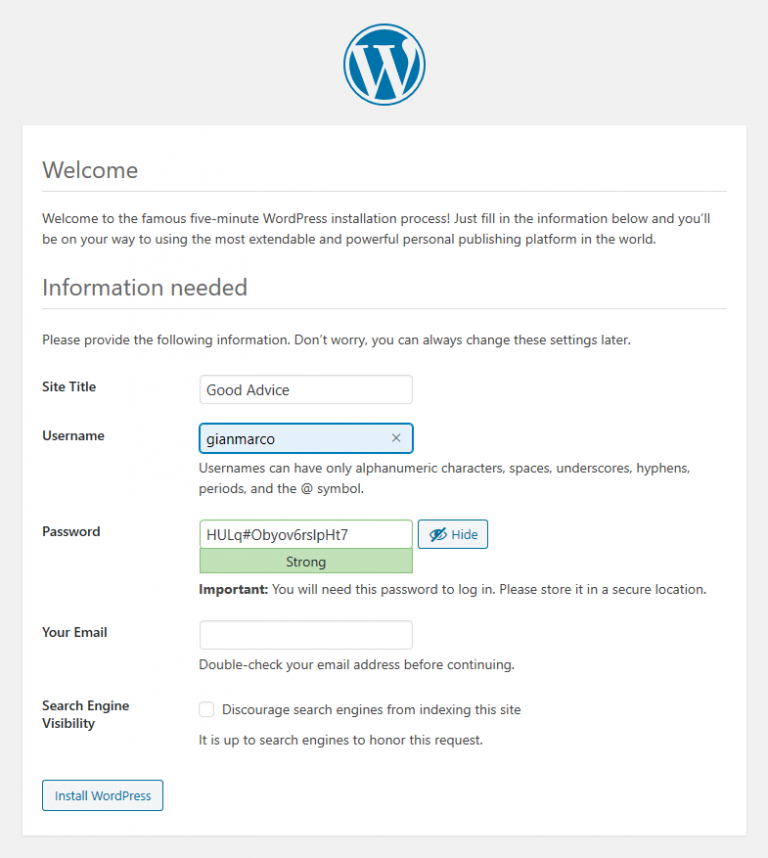 Welcome
Welcome to the famous five-minute WordPress installation process! Just fill in the information below and you’ll
be on your way to using the most extendable and powerful personal publishing platform in the world.
Information needed
Please provide the following information. Don’t worry, you can always change these settings later.
Site Title
Good Advice
Username
gianmarco
Usernames can have only alphanumeric characters, spaces, underscores, hyphens,
periods, and the @ symbol.
Password
HULq#Obyov6rslpHt7
Hide
Strong
Important: You will need this password to log in. Please store it in a secure location.
Your Email
Double-check your email address before continuing.
Search Engine
Visibility
Discourage search engines from indexing this site
It is up to search engines to honor this request.
Install WordPress